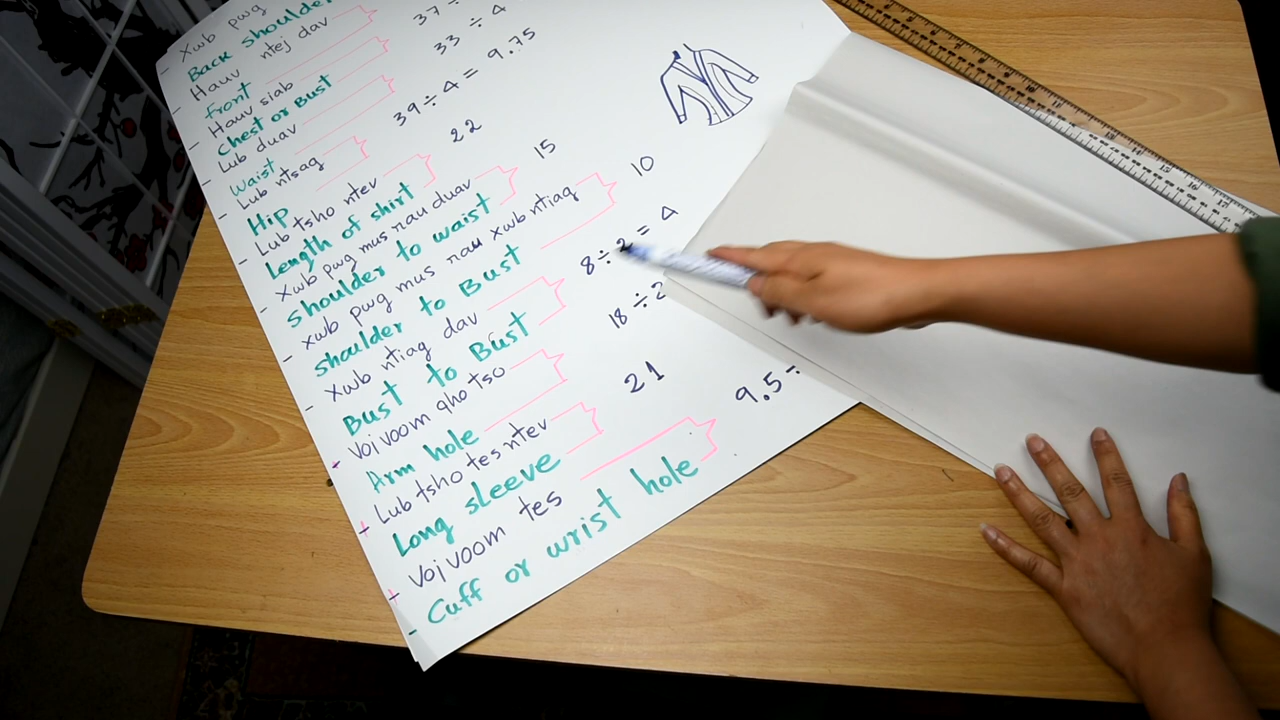 Xwb pwg
Back shoulder
Hauv ntej dav 37 ÷
front
Hauv siab 33 ÷ 4
Chest or Bust
Lub duav 39 ÷ 4 = 9.75
Waist
Lub ntsag
Hip
Lub tsho ntev 22
Length of shirt
Xwb pwg mus rau duav 15
shoulder to waist
Xwb pwg mus rau xwb ntiag 10
shoulder to Bust
Xwb ntiag dav 8 ÷ 2 = 4
Bust to Bust
Voj voom qho tso 18 ÷ 2
Arm hole
Lub tsho tes ntev 21
Long sleeve
Voj voom tes 9.5 ÷
Cuff or wrist hole